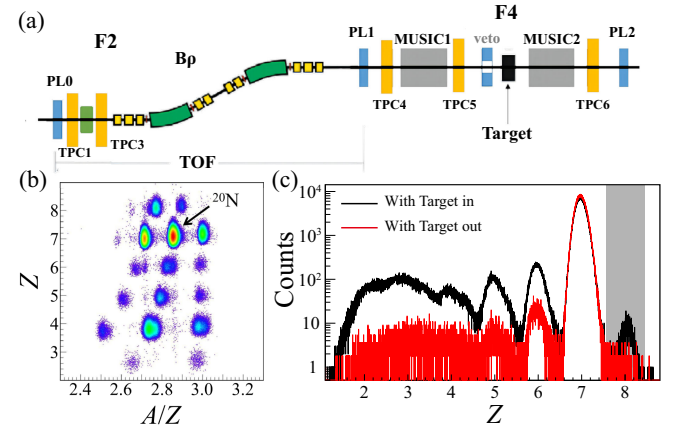 (a)
F2
Bρ
F4
PL0
TPC1
TPC3
TOF
PL1
MUSIC1
veto
MUSIC2
PL2
TPC4
TPC5
TPC6
Target
(b)
²⁰N
Z
8
7
6
5
4
3
2.4 2.6 2.8 3.0 3.2
A/Z
(c)
With Target in
With Target out
Counts
10⁴
10³
10²
10
1
2 3 4 5 6 7 8
Z